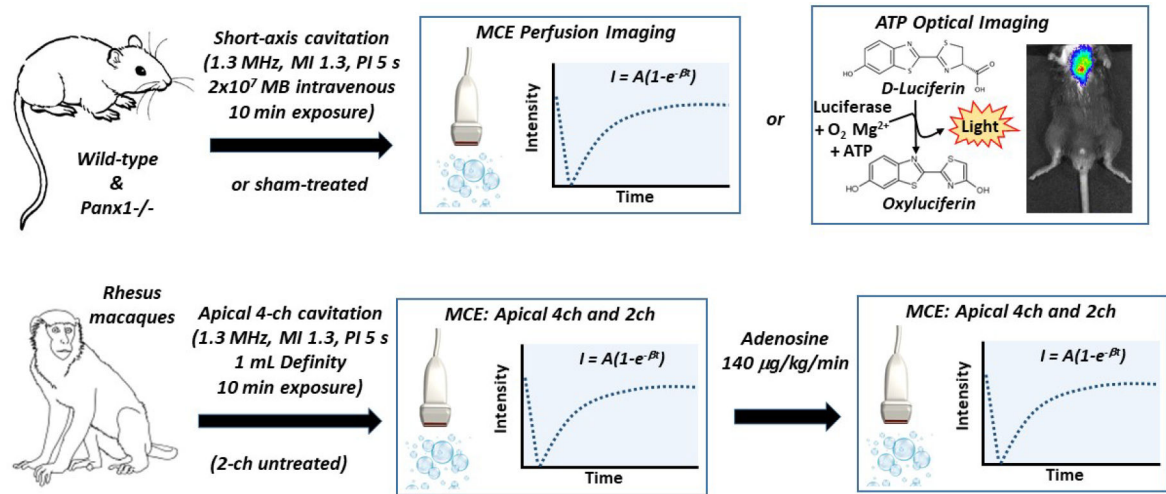 Short-axis cavitation
(1.3 MHz, MI 1.3, PI 5 s
2x10⁷ MB intravenous
10 min exposure)
or sham-treated
Wild-type
&
Panx1-/-
MCE Perfusion Imaging
I = A(1-e^-βt)
Intensity
Time
or
ATP Optical Imaging
HO
N
S
N
S
O
OH
D-Luciferin
Luciferase
+ O₂ Mg²⁺
+ ATP
Light
HO
N
S
S
N
OH
Oxyluciferin
Rhesus
macaques
Apical 4-ch cavitation
(1.3 MHz, MI 1.3, PI 5 s
1 mL Definity
10 min exposure)
(2-ch untreated)
MCE: Apical 4ch and 2ch
I = A(1-e^-βt)
Intensity
Time
Adenosine
140 µg/kg/min
MCE: Apical 4ch and 2ch
I = A(1-e^-βt)
Intensity
Time